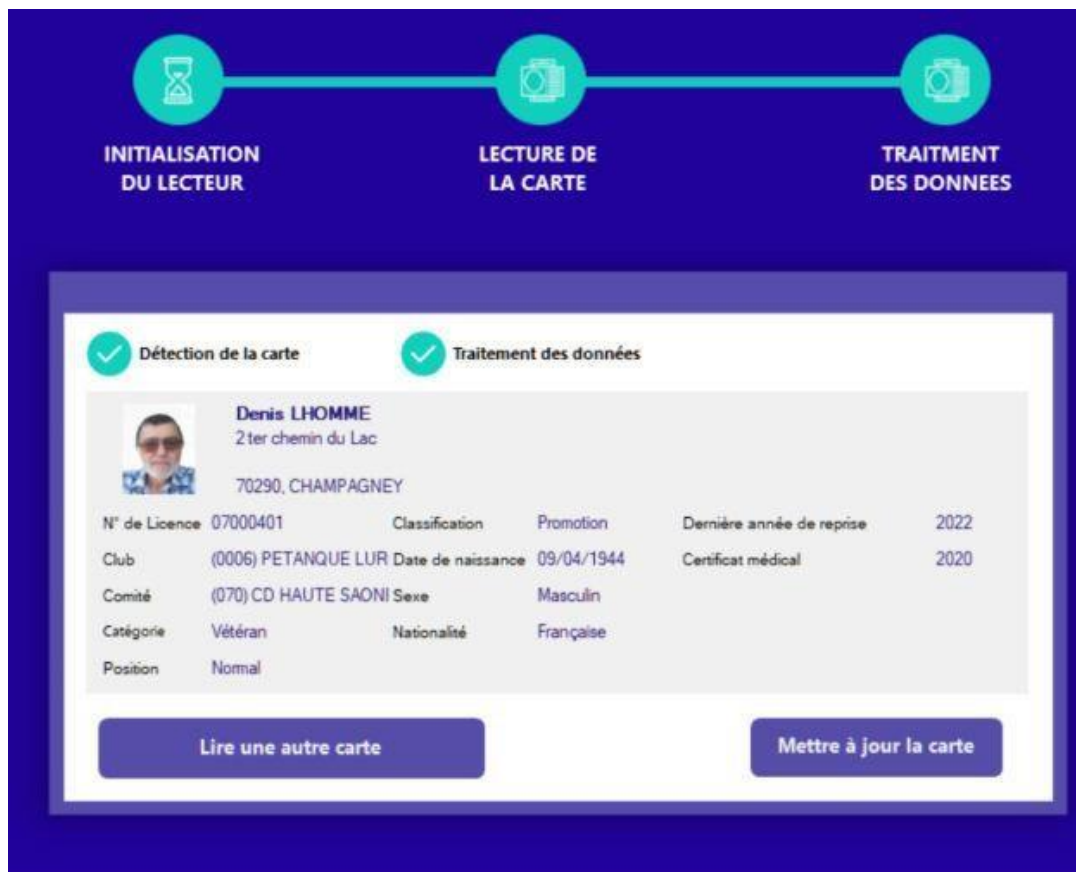 INITIALISATION
DU LECTEUR
LECTURE DE
LA CARTE
TRAITMENT
DES DONNEES
Détection de la carte
Traitement des données
Denis LHOMME
2 ter chemin du Lac
70290, CHAMPAGNEY
N° de Licence 07000401 Classification Promotion Dernière année de reprise 2022
Club (0006) PETANQUE LUR Date de naissance 09/04/1944 Certificat médical 2020
Comité (070) CD HAUTE SAONI Sexe Masculin
Catégorie Vétéran Nationalité Française
Position Normal
Lire une autre carte
Mettre à jour la carte